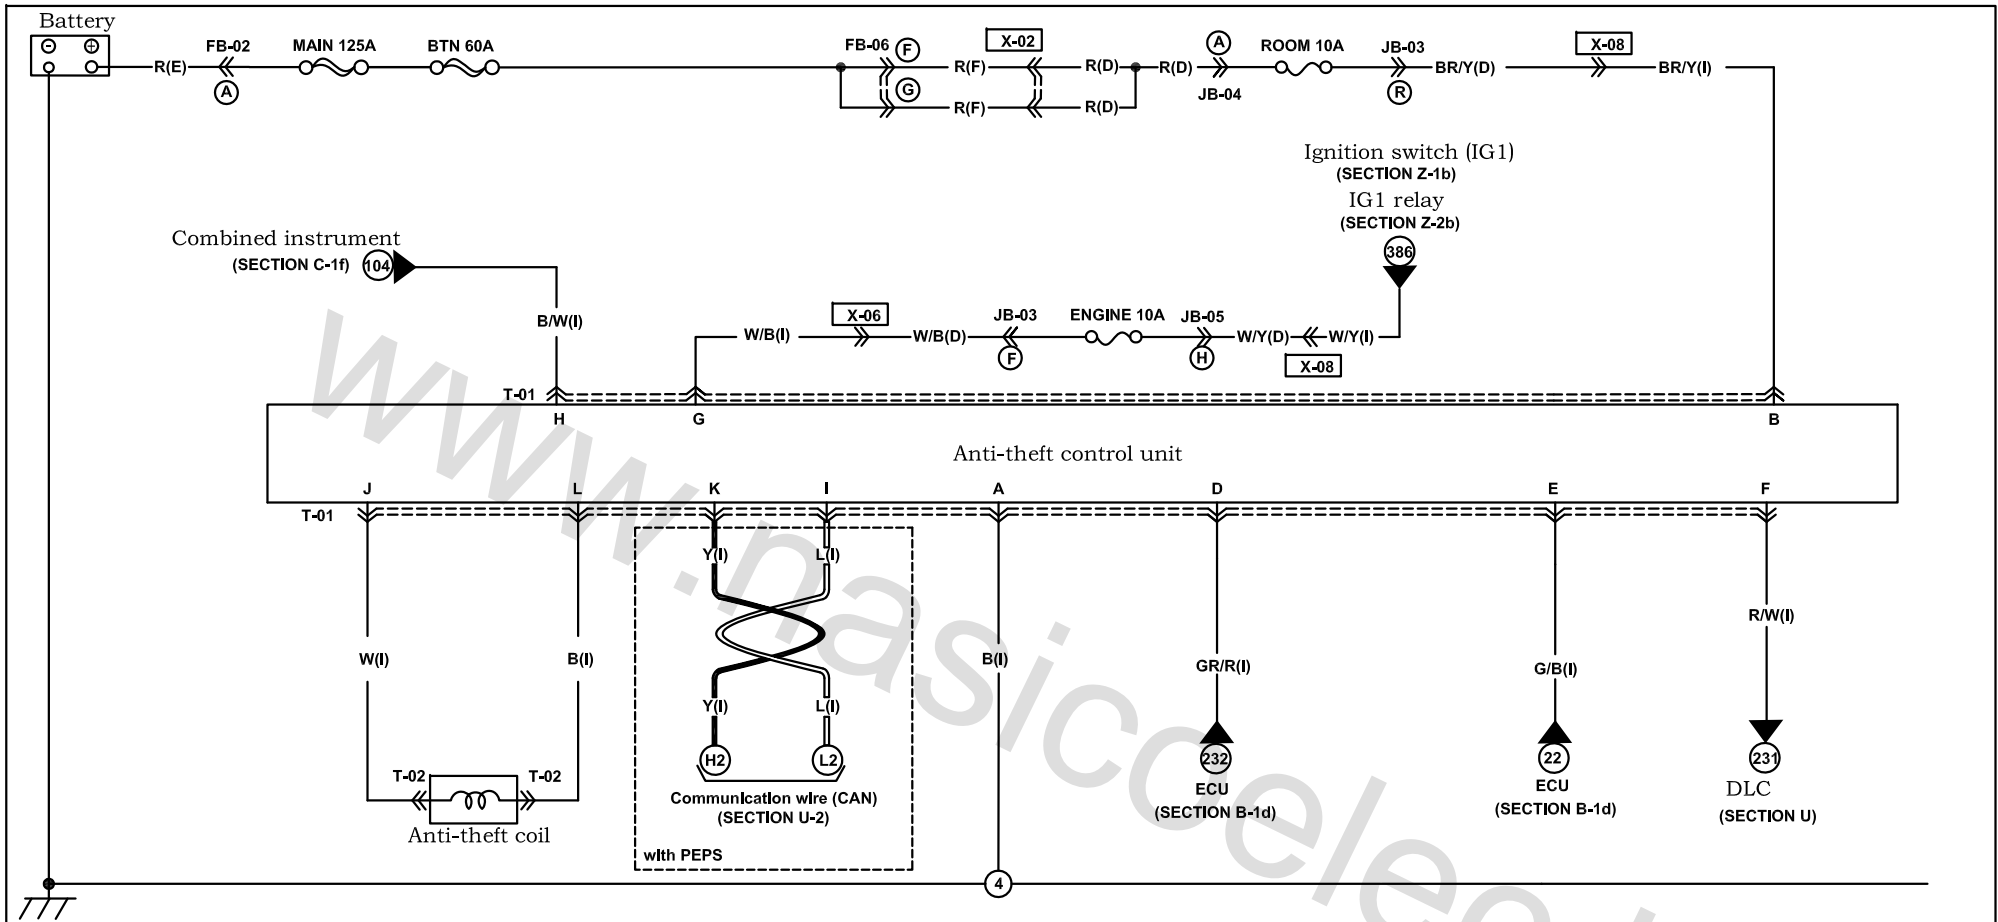 Battery
FB-02 MAIN 125A BTN 60A FB-06 F X-02 A ROOM 10A JB-03 X-08
R(E) R(F) R(D) R(D) BR/Y(D) BR/Y(I)
A G JB-04 R
R(F) R(D)
Ignition switch (IG1)
(SECTION Z-1b)
IG1 relay
(SECTION Z-2b)
386
Combined instrument
(SECTION C-1f) 104
B/W(I)
X-06 JB-03 ENGINE 10A JB-05
W/B(I) W/B(D) W/Y(D) W/Y(I)
F H X-08
T-01
H G B
Anti-theft control unit
J L K I A D E F
T-01
Y(I) L(I)
R/W(I)
W(I) B(I) B(I) GR/R(I) G/B(I)
Y(I) L(I)
H2 L2 232 22 231
T-02 T-02
ECU ECU DLC
Communication wire (CAN)
(SECTION U-2) (SECTION B-1d) (SECTION B-1d) (SECTION U)
Anti-theft coil
with PEPS
4
www.nasicoelec